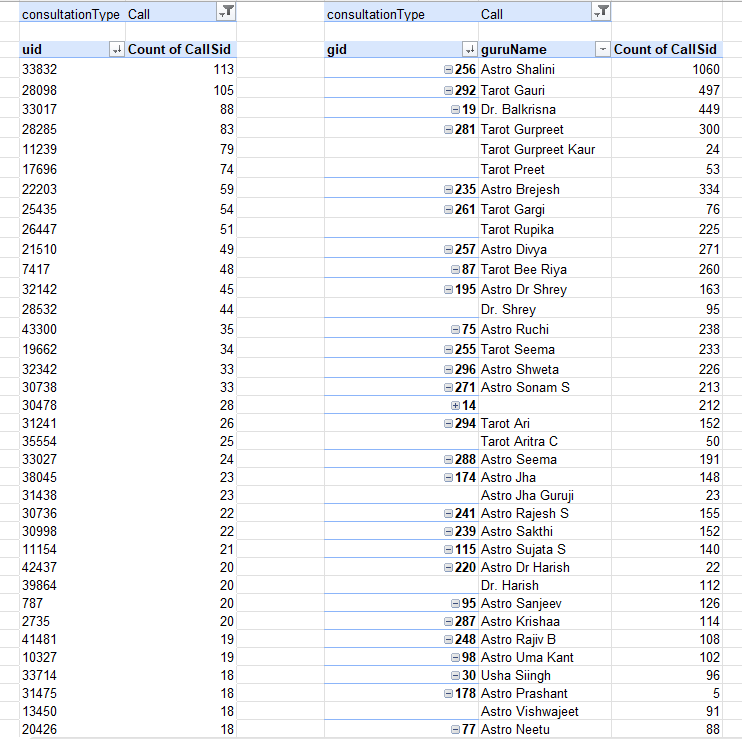 consultationType Call consultationType Call
uid Count of CallSid gid guruName Count of CallSid
33832 113 256 Astro Shalini 1060
28098 105 292 Tarot Gauri 497
33017 88 19 Dr. Balkrisna 449
28285 83 281 Tarot Gurpreet 300
11239 79 Tarot Gurpreet Kaur 24
17696 74 Tarot Preet 53
22203 59 235 Astro Brejesh 334
25435 54 261 Tarot Gargi 76
26447 51 Tarot Rupika 225
21510 49 257 Astro Divya 271
7417 48 87 Tarot Bee Riya 260
32142 45 195 Astro Dr Shrey 163
28532 44 Dr. Shrey 95
43300 35 75 Astro Ruchi 238
19662 34 255 Tarot Seema 233
32342 33 296 Astro Shweta 226
30738 33 271 Astro Sonam S 213
30478 28 14 212
31241 26 294 Tarot Ari 152
35554 25 Tarot Aritra C 50
33027 24 288 Astro Seema 191
38045 23 174 Astro Jha 148
31438 23 Astro Jha Guruji 23
30736 22 241 Astro Rajesh S 155
30998 22 239 Astro Sakthi 152
11154 21 115 Astro Sujata S 140
42437 20 220 Astro Dr Harish 22
39864 20 Dr. Harish 112
787 20 95 Astro Sanjeev 126
2735 20 287 Astro Krishaa 114
41481 19 248 Astro Rajiv B 108
10327 19 98 Astro Uma Kant 102
33714 18 30 Usha Siingh 96
31475 18 178 Astro Prashant 5
13450 18 Astro Vishwajeet 91
20426 18 77 Astro Neetu 88